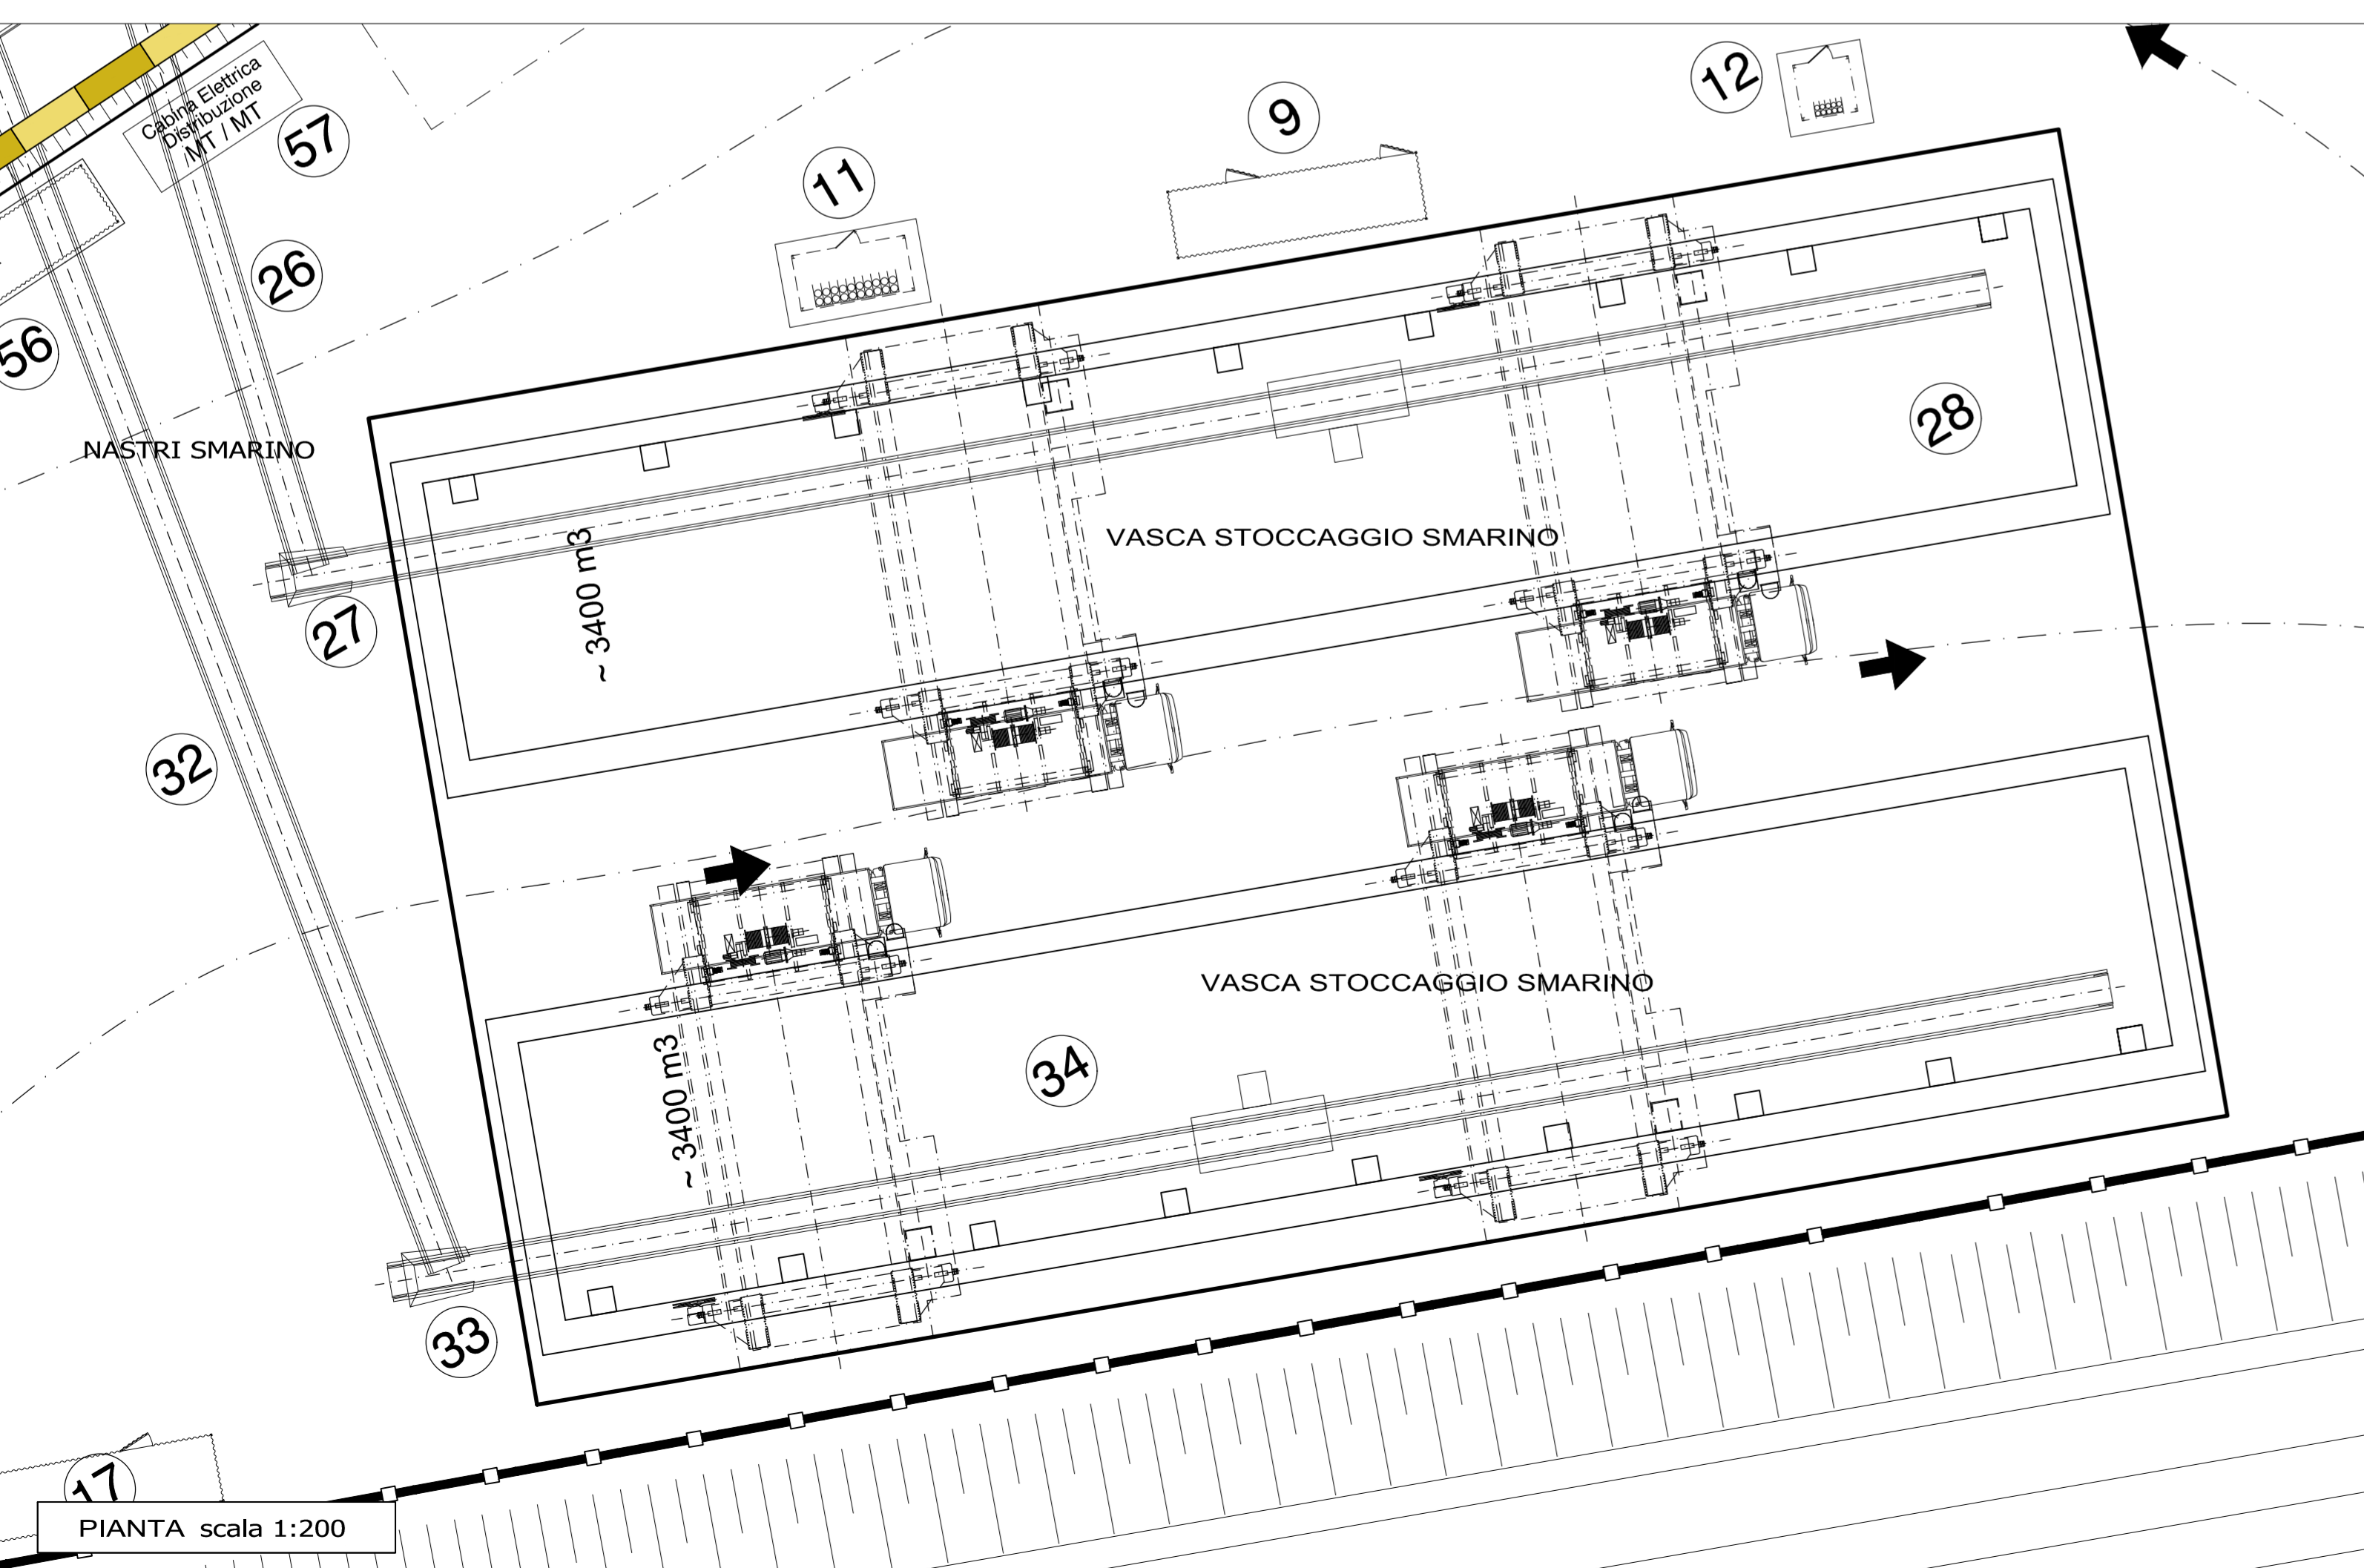 Cabina Elettrica
Distribuzione
MT / MT
57
12
9
11
26
56
28
NASTRI SMARINO
VASCA STOCCAGGIO SMARINO
~ 3400 m3
27
32
VASCA STOCCAGGIO SMARINO
~ 3400 m3
34
33
17
PIANTA scala 1:200